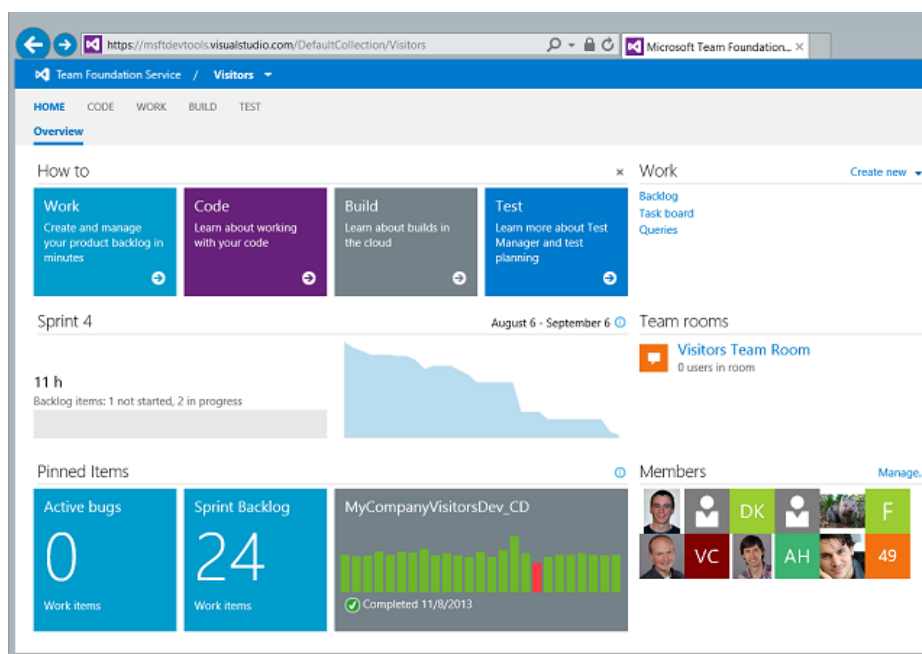 https://msftdevtools.visualstudio.com/DefaultCollection/Visitors
Microsoft Team Foundation... ×
Team Foundation Service / Visitors
HOME CODE WORK BUILD TEST
Overview
How to
Work
Create and manage
your product backlog in
minutes
Code
Learn about working
with your code
Build
Learn about builds in
the cloud
Test
Learn more about Test
Manager and test
planning
Work
Create new
Backlog
Task board
Queries
Sprint 4
August 6 - September 6
11 h
Backlog items: 1 not started, 2 in progress
Team rooms
Visitors Team Room
0 users in room
Pinned Items
Active bugs
0
Work items
Sprint Backlog
24
Work items
MyCompanyVisitorsDev_CD
Completed 11/8/2013
Members
Manage.
DK F
VC AH 49